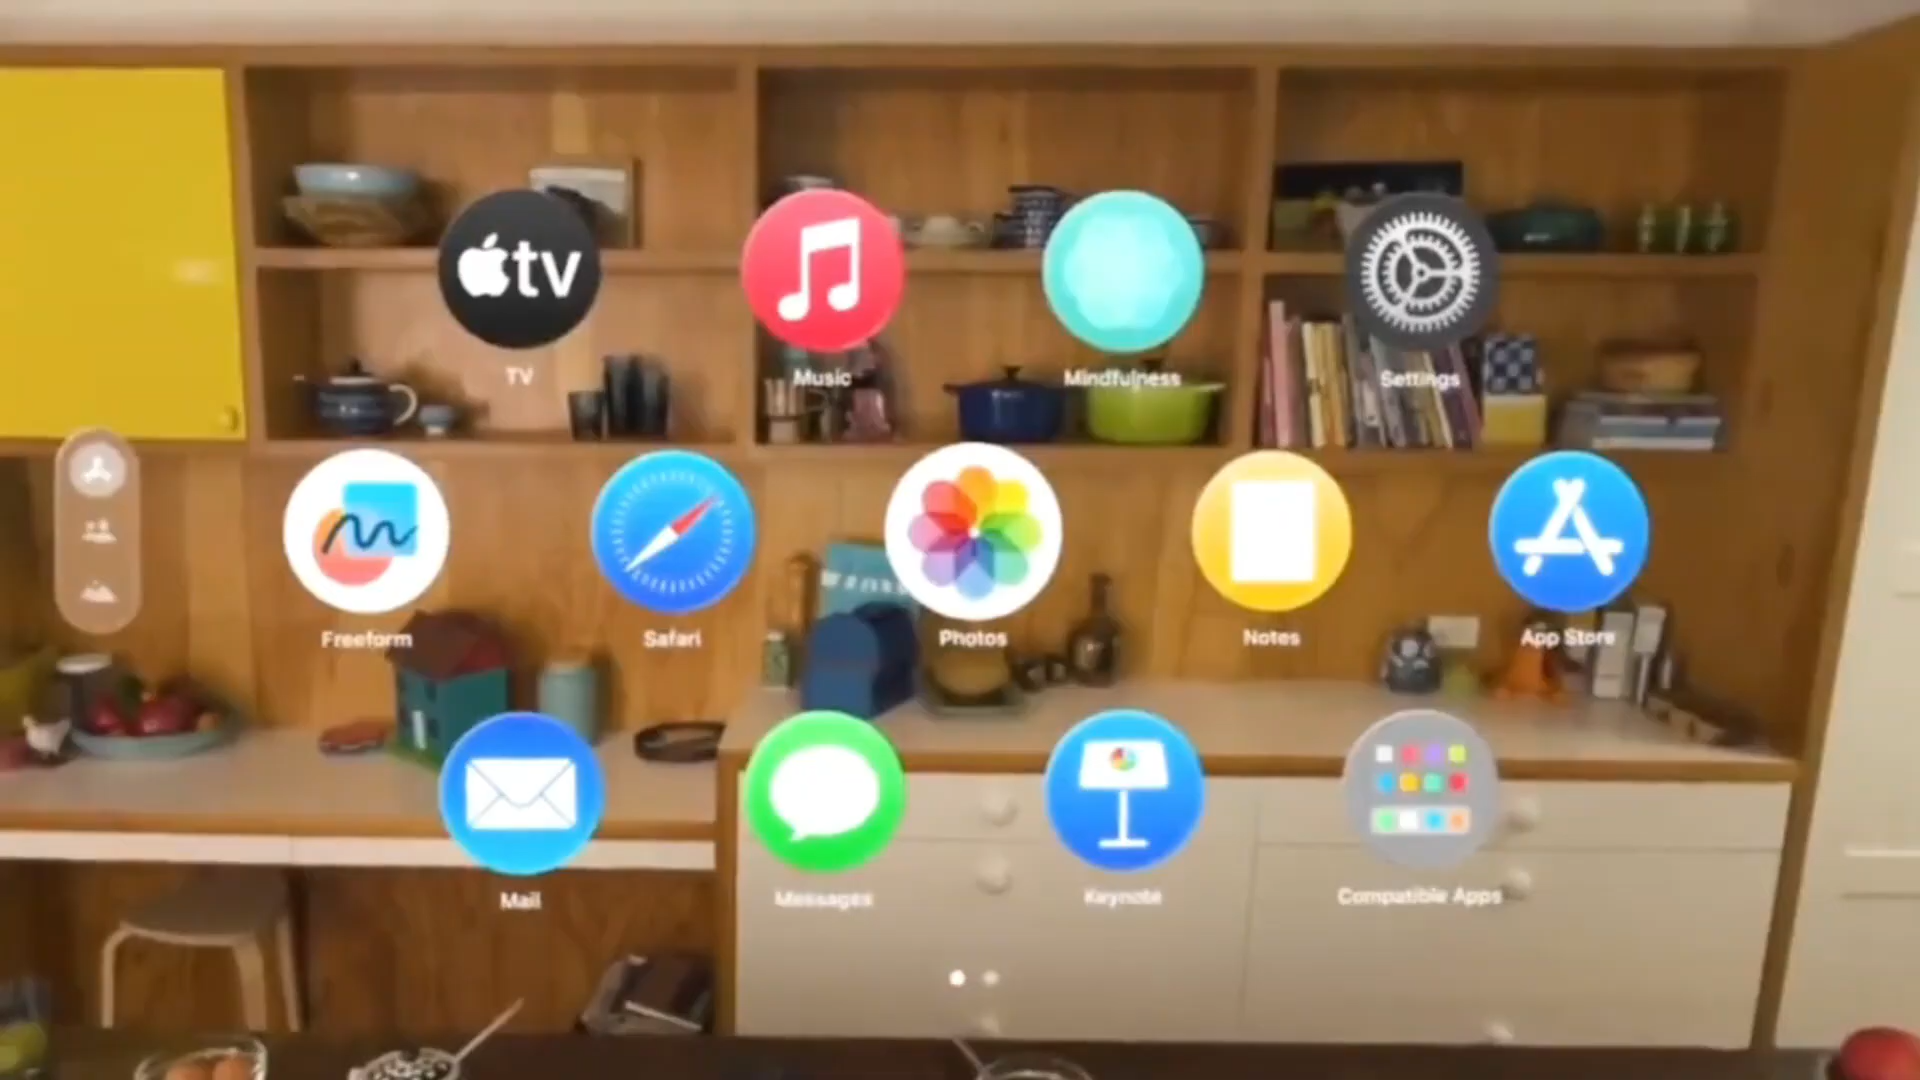 tv
TV
Music
Mindfulness
Settings
Freeform
Safari
Photos
Notes
App Store
Mail
Messages
Keynote
Compatible Apps